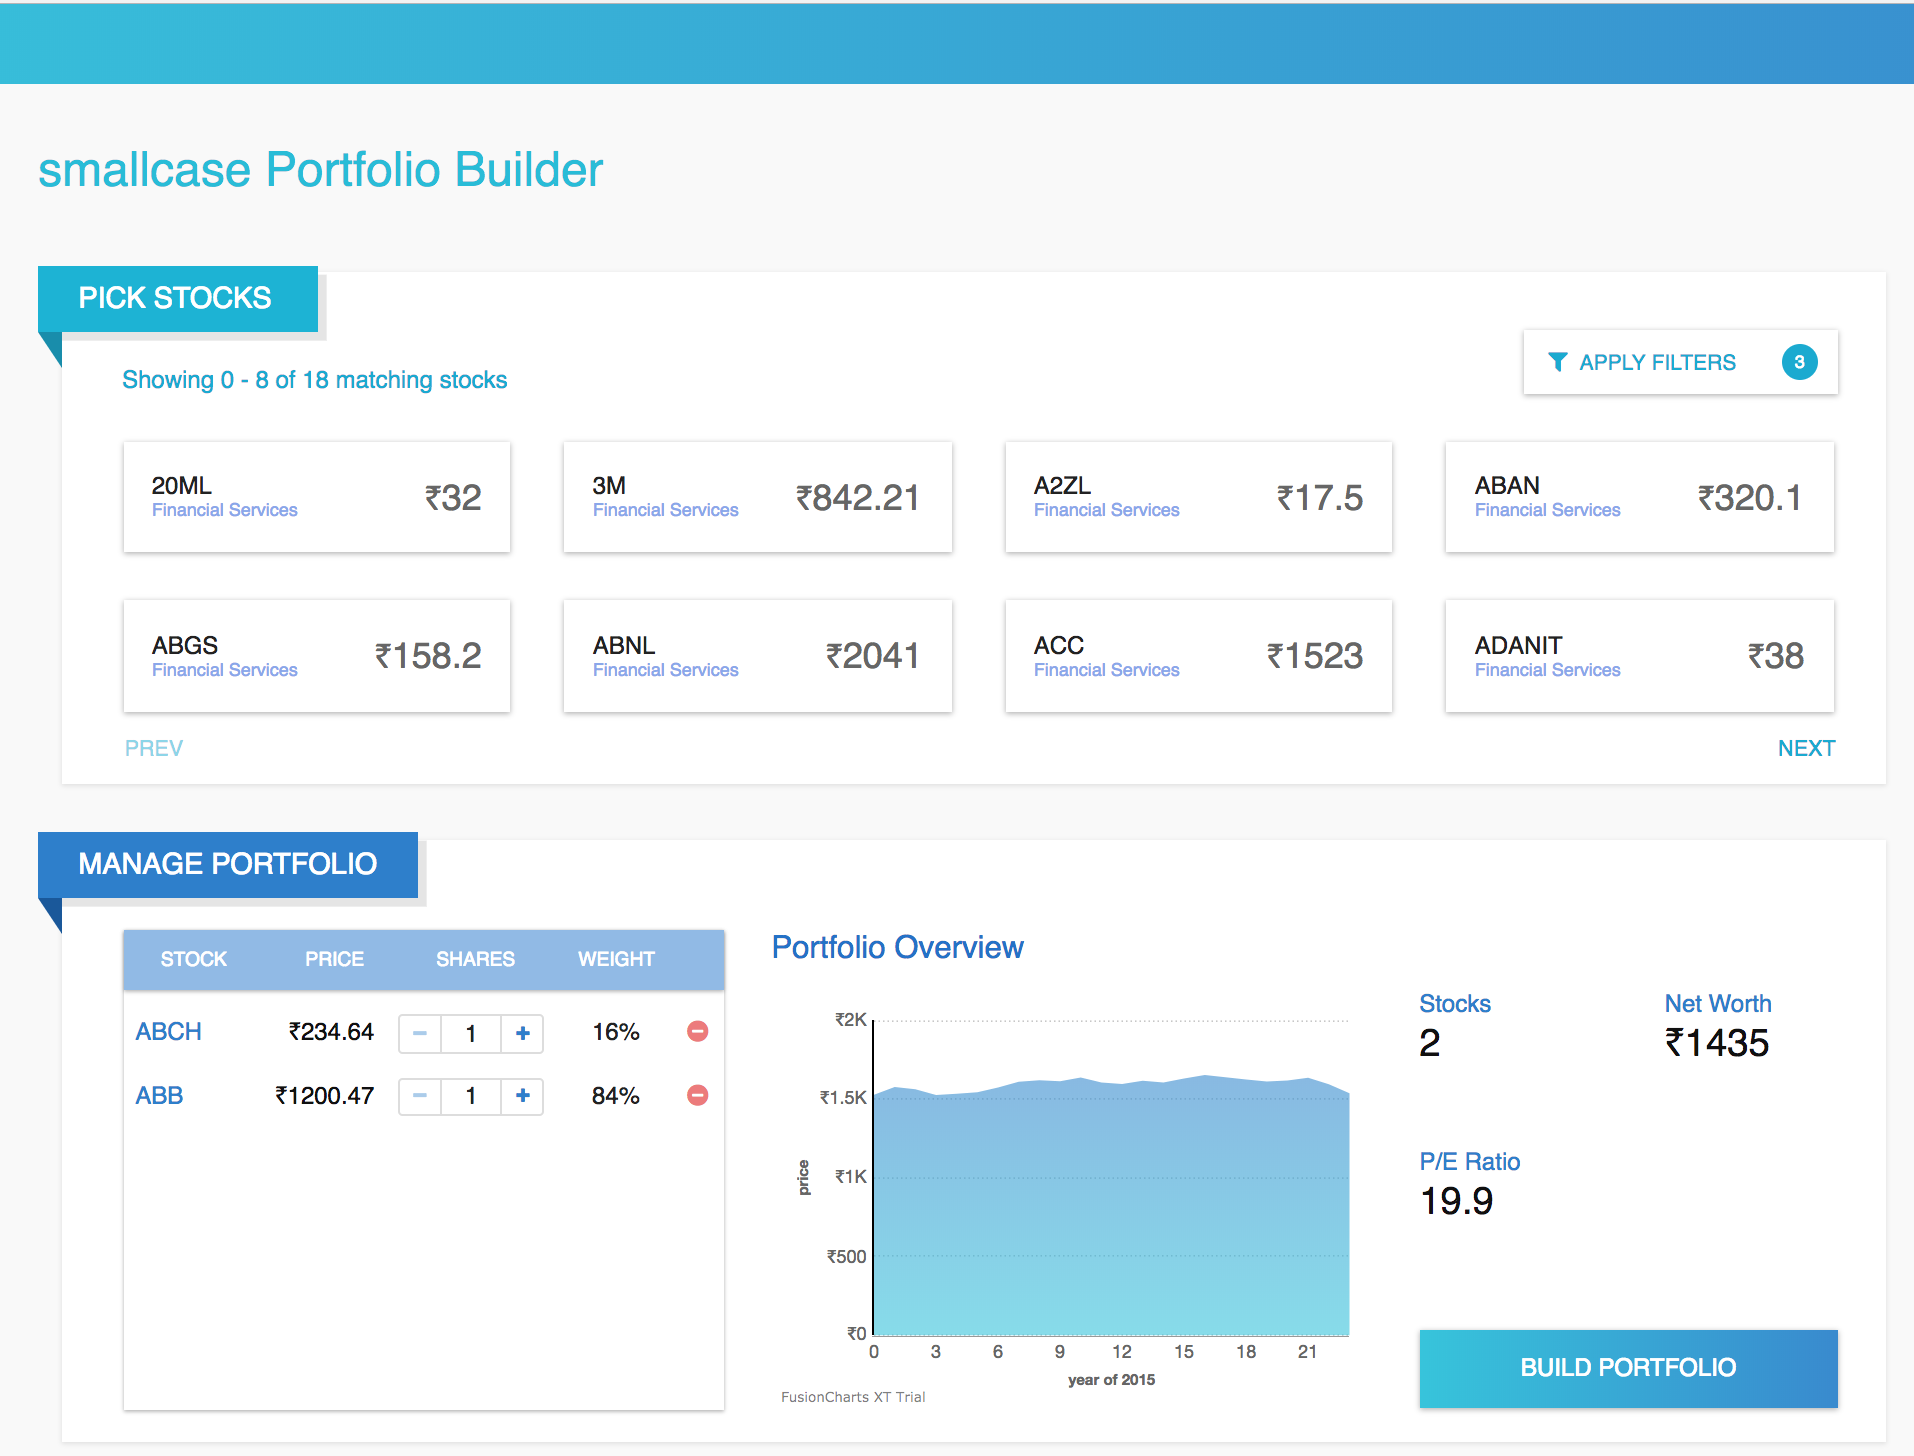 smallcase Portfolio Builder
PICK STOCKS
Showing 0 - 8 of 18 matching stocks
APPLY FILTERS 3
20ML ₹32
Financial Services
3M ₹842.21
Financial Services
A2ZL ₹17.5
Financial Services
ABAN ₹320.1
Financial Services
ABGS ₹158.2
Financial Services
ABNL ₹2041
Financial Services
ACC ₹1523
Financial Services
ADANIT ₹38
Financial Services
PREV NEXT
MANAGE PORTFOLIO
STOCK PRICE SHARES WEIGHT
ABCH ₹234.64 − 1 + 16%
ABB ₹1200.47 − 1 + 84%
Portfolio Overview
₹2K
₹1.5K
₹1K
₹500
₹0
price
0 3 6 9 12 15 18 21
year of 2015
FusionCharts XT Trial
Stocks
2
Net Worth
₹1435
P/E Ratio
19.9
BUILD PORTFOLIO